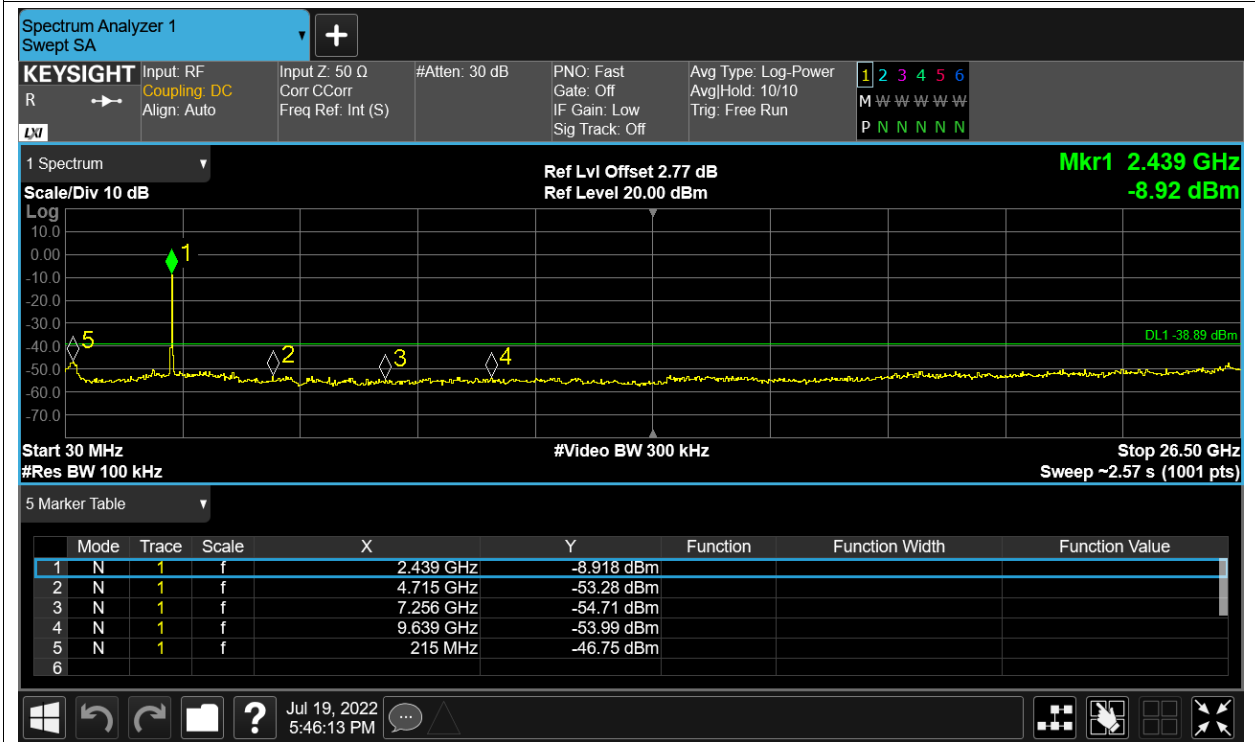 Spectrum Analyzer 1
Swept SA
+
KEYSIGHT
R
LXI
Input: RF
Coupling: DC
Align: Auto
Input Z: 50 Ω
Corr CCorr
Freq Ref: Int (S)
#Atten: 30 dB
PNO: Fast
Gate: Off
IF Gain: Low
Sig Track: Off
Avg Type: Log-Power
Avg|Hold: 10/10
Trig: Free Run
1 2 3 4 5 6
M W W W W W
P N N N N N
1 Spectrum
Scale/Div 10 dB
Ref Lvl Offset 2.77 dB
Ref Level 20.00 dBm
Mkr1 2.439 GHz
-8.92 dBm
Log
10.0
0.00
-10.0
-20.0
-30.0
-40.0
-50.0
-60.0
-70.0
1
5
2
3
4
DL1 -38.89 dBm
Start 30 MHz
#Video BW 300 kHz
Stop 26.50 GHz
#Res BW 100 kHz
Sweep ~2.57 s (1001 pts)
5 Marker Table
Mode Trace Scale X Y Function Function Width Function Value
1 N 1 f 2.439 GHz -8.918 dBm
2 N 1 f 4.715 GHz -53.28 dBm
3 N 1 f 7.256 GHz -54.71 dBm
4 N 1 f 9.639 GHz -53.99 dBm
5 N 1 f 215 MHz -46.75 dBm
6
?
Jul 19, 2022
5:46:13 PM